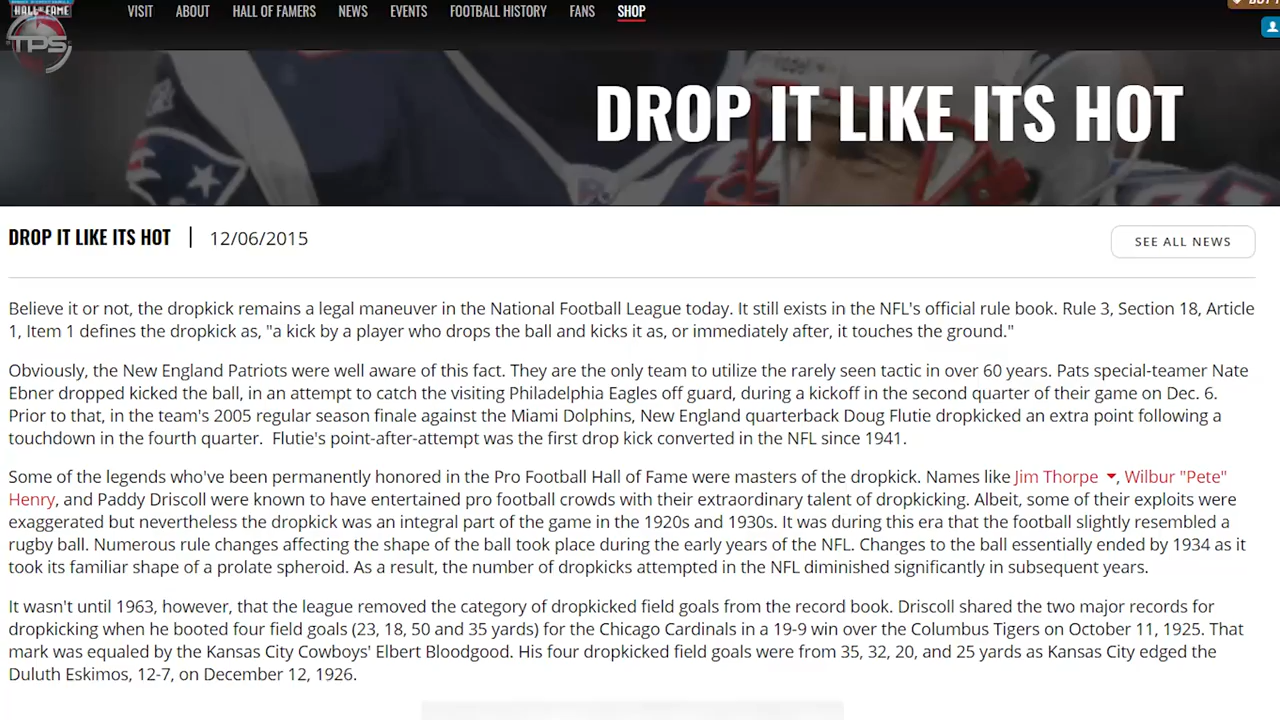 HALL of FAME
TPS
VISIT ABOUT HALL OF FAMERS NEWS EVENTS FOOTBALL HISTORY FANS SHOP
DROP IT LIKE ITS HOT
DROP IT LIKE ITS HOT | 12/06/2015
SEE ALL NEWS
Believe it or not, the dropkick remains a legal maneuver in the National Football League today. It still exists in the NFL's official rule book. Rule 3, Section 18, Article
1, Item 1 defines the dropkick as, "a kick by a player who drops the ball and kicks it as, or immediately after, it touches the ground."
Obviously, the New England Patriots were well aware of this fact. They are the only team to utilize the rarely seen tactic in over 60 years. Pats special-teamer Nate
Ebner dropped kicked the ball, in an attempt to catch the visiting Philadelphia Eagles off guard, during a kickoff in the second quarter of their game on Dec. 6.
Prior to that, in the team's 2005 regular season finale against the Miami Dolphins, New England quarterback Doug Flutie dropkicked an extra point following a
touchdown in the fourth quarter. Flutie's point-after-attempt was the first drop kick converted in the NFL since 1941.
Some of the legends who've been permanently honored in the Pro Football Hall of Fame were masters of the dropkick. Names like Jim Thorpe, Wilbur "Pete"
Henry, and Paddy Driscoll were known to have entertained pro football crowds with their extraordinary talent of dropkicking. Albeit, some of their exploits were
exaggerated but nevertheless the dropkick was an integral part of the game in the 1920s and 1930s. It was during this era that the football slightly resembled a
rugby ball. Numerous rule changes affecting the shape of the ball took place during the early years of the NFL. Changes to the ball essentially ended by 1934 as it
took its familiar shape of a prolate spheroid. As a result, the number of dropkicks attempted in the NFL diminished significantly in subsequent years.
It wasn't until 1963, however, that the league removed the category of dropkicked field goals from the record book. Driscoll shared the two major records for
dropkicking when he booted four field goals (23, 18, 50 and 35 yards) for the Chicago Cardinals in a 19-9 win over the Columbus Tigers on October 11, 1925. That
mark was equaled by the Kansas City Cowboys' Elbert Bloodgood. His four dropkicked field goals were from 35, 32, 20, and 25 yards as Kansas City edged the
Duluth Eskimos, 12-7, on December 12, 1926.